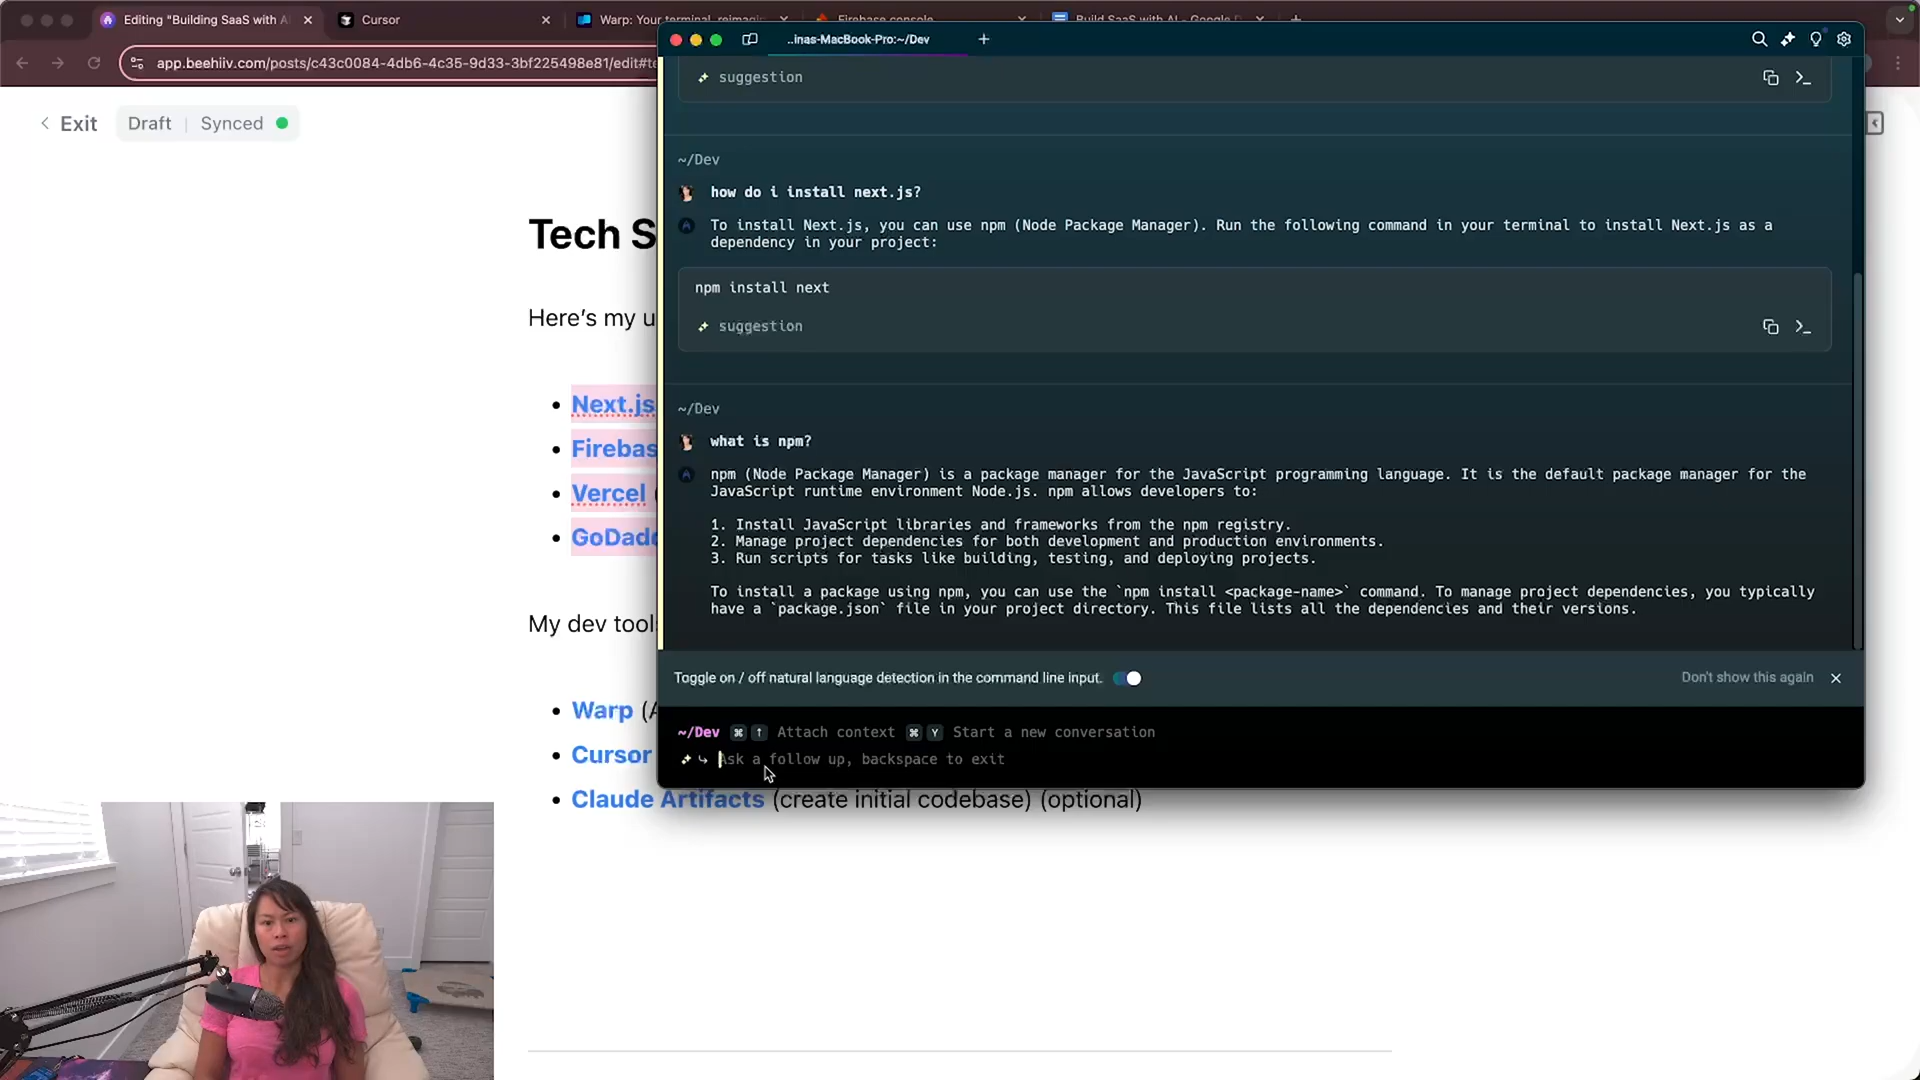 Editing "Building SaaS with AI
Cursor
Warp: Your terminal, reimagin
Firebase console
Build SaaS with AI - Google D
app.beehiiv.com/posts/c43c0084-4db6-4c35-9d33-3bf225498e81/edit#te
Exit
Draft | Synced
Tech S
Here's my u
Next.js
Firebas
Vercel (
GoDadd
My dev tools
Warp (A
Cursor
Claude Artifacts (create initial codebase) (optional)
..inas-MacBook-Pro:~/Dev
suggestion
~/Dev
how do i install next.js?
To install Next.js, you can use npm (Node Package Manager). Run the following command in your terminal to install Next.js as a
dependency in your project:
npm install next
suggestion
~/Dev
what is npm?
npm (Node Package Manager) is a package manager for the JavaScript programming language. It is the default package manager for the
JavaScript runtime environment Node.js. npm allows developers to:
1. Install JavaScript libraries and frameworks from the npm registry.
2. Manage project dependencies for both development and production environments.
3. Run scripts for tasks like building, testing, and deploying projects.
To install a package using npm, you can use the `npm install <package-name>` command. To manage project dependencies, you typically
have a `package.json` file in your project directory. This file lists all the dependencies and their versions.
Toggle on / off natural language detection in the command line input.
Don't show this again
~/Dev ⌘ ↑ Attach context ⌘ Y Start a new conversation
Ask a follow up, backspace to exit